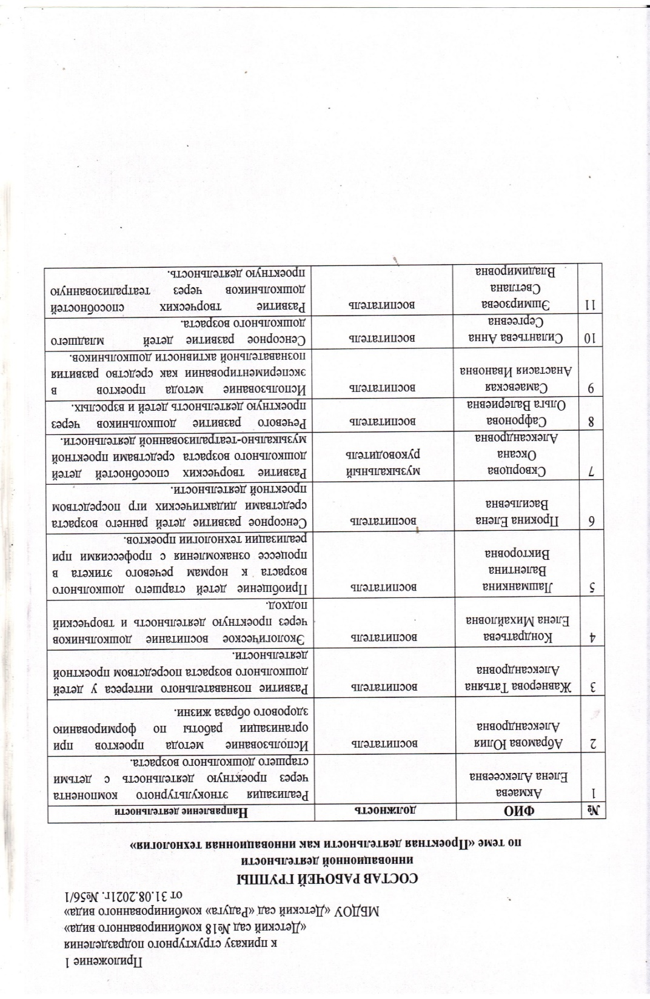 Приложение 1
к приказу структурного подразделения
«Детский сад №18 комбинированного вида»
МБДОУ «Детский сад «Радуга» комбинированного вида»
от 31.08.2021г. №56/1
СОСТАВ РАБОЧЕЙ ГРУППЫ
инновационной деятельности
по теме «Проектная деятельности как инновационная технология»
№ ФИО должность Направление деятельности
1 Акмаева Реализация этнокультурного компонента
Елена Алексеевна через проектную деятельность с детьми
старшего дошкольного возраста.
2 Абрамова Юлия воспитатель Использование метода проектов при
Александровна организации работы по формированию
здорового образа жизни.
3 Жавнерова Татьяна воспитатель Развитие познавательного интереса у детей
Александровна дошкольного возраста посредством проектной
деятельности.
4 Кондратьева воспитатель Экологическое воспитание дошкольников
Елена Михайловна через проектную деятельность и творческий
подход.
5 Лашманкина воспитатель Приобщение детей старшего дошкольного
Валентина возраста к нормам речевого этикета в
Викторовна процессе ознакомления с профессиями при
реализации технологии проектов.
6 Прокина Елена воспитатель Сенсорное развитие детей раннего возраста
Васильевна средствами дидактических игр посредством
проектной деятельности.
7 Скворцова музыкальный Развитие творческих способностей детей
Оксана руководитель дошкольного возраста средствами проектной
Александровна музыкально-театрализованной деятельности.
8 Сафронова воспитатель Речевого развитие дошкольников через
Ольга Валериевна проектную деятельность детей и взрослых.
9 Самаевская воспитатель Использование метода проектов в
Анастасия Ивановна экспериментировании как средство развития
познавательной активности дошкольников.
10 Силантьева Анна воспитатель Сенсорное развитие детей младшего
Сергеевна дошкольного возраста.
11 Эшмирзоева воспитатель Развитие творческих способностей
Светлана дошкольников через театрализованную
Владимировна проектную деятельность.